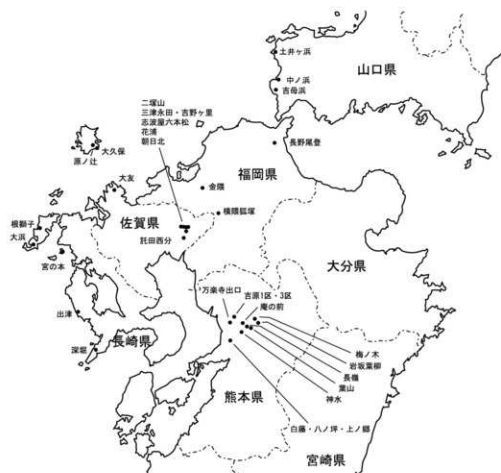 土井ヶ浜
山口県
中ノ浜
吉母浜
二塚山
三津永田・吉野ヶ里
志波屋六本松
花浦
朝日北
長野尾登
大久保
原ノ辻
大友
福岡県
金隈
佐賀県
横隈狐塚
根獅子
大浜
託田西分
宮の本
大分県
万楽寺出口
吉原1区・3区
庵の前
出津
長崎県
深堀
梅ノ木
岩坂葉柳
長嶺
葉山
神水
熊本県
白藤・八ノ坪・上ノ郷
宮崎県